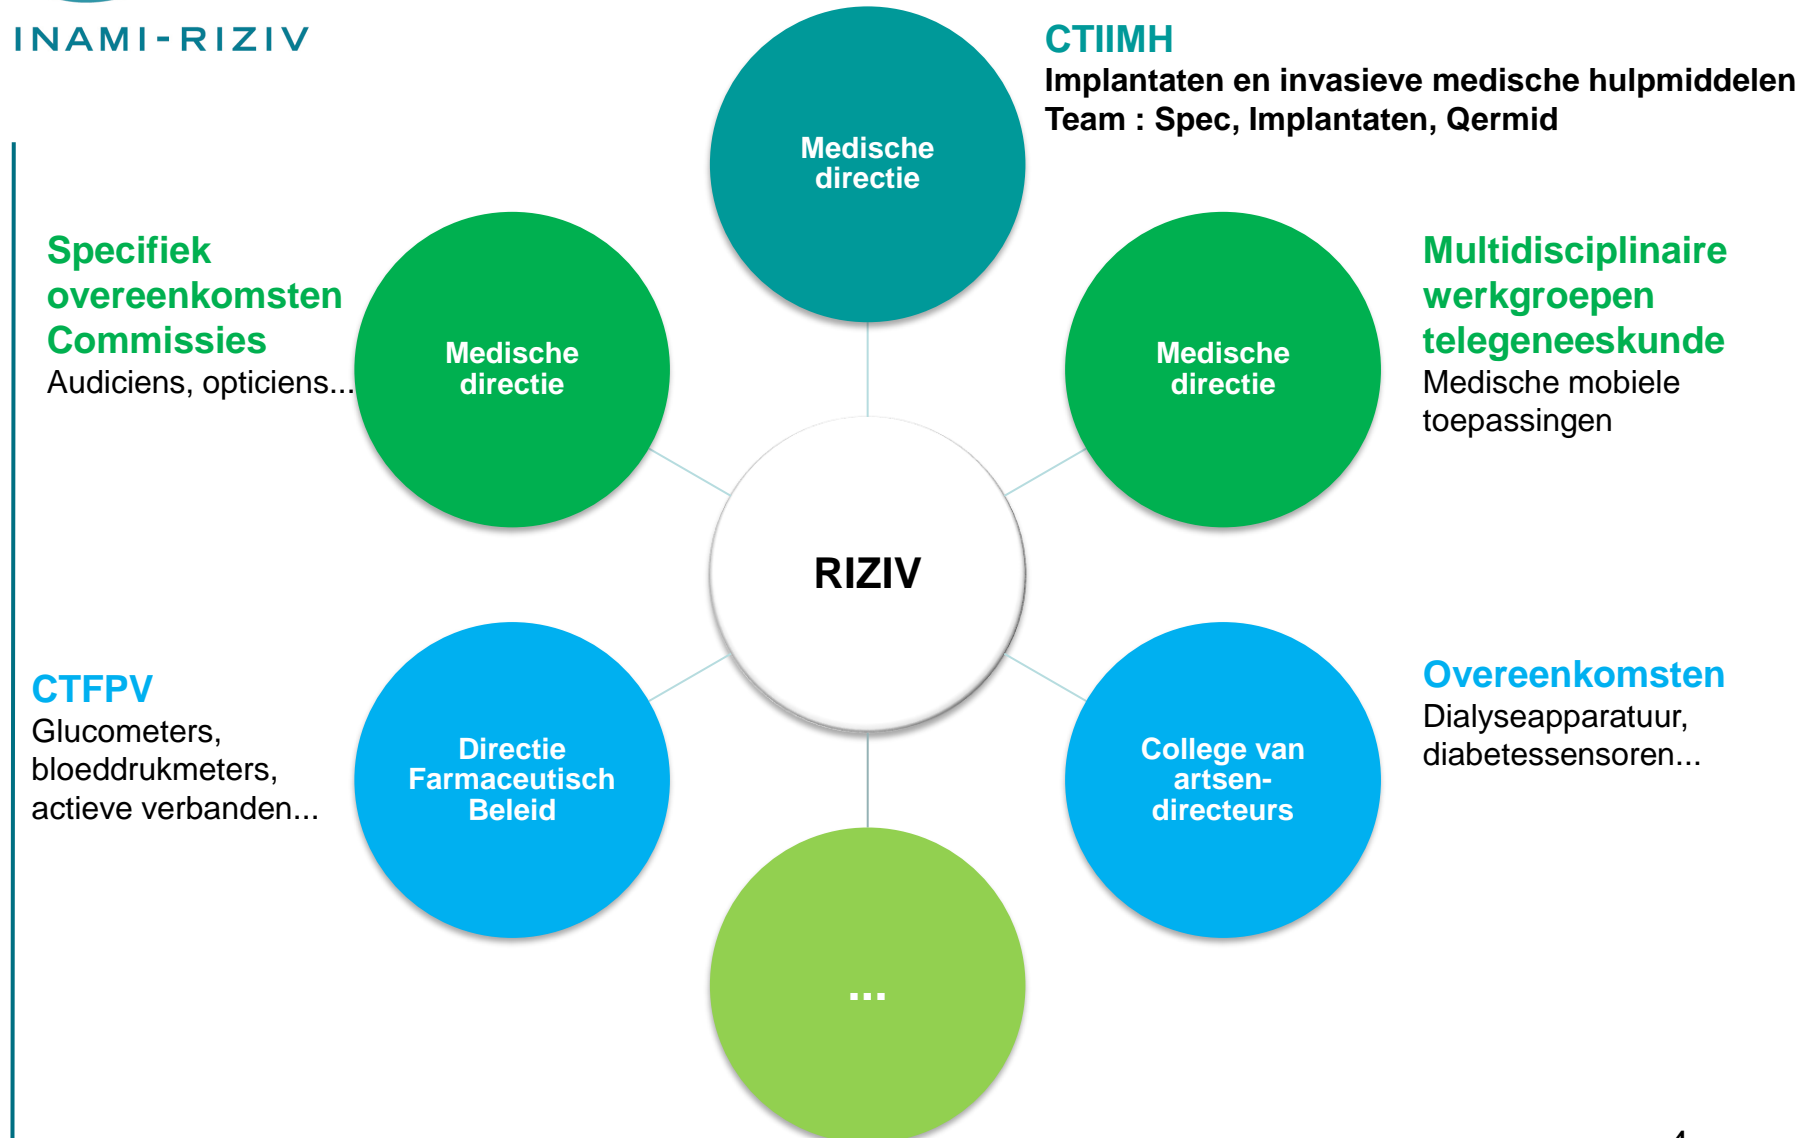 INAMI-RIZIV
CTIIMH
Implantaten en invasieve medische hulpmiddelen
Team : Spec, Implantaten, Qermid
Medische
directie
Specifiek
overeenkomsten
Commissies
Audiciens, opticiens...
Medische
directie
Medische
directie
Multidisciplinaire
werkgroepen
telegeneeskunde
Medische mobiele
toepassingen
RIZIV
CTFPV
Glucometers,
bloeddrukmeters,
actieve verbanden...
Directie
Farmaceutisch
Beleid
College van
artsen-
directeurs
Overeenkomsten
Dialyseapparatuur,
diabetessensoren...
...